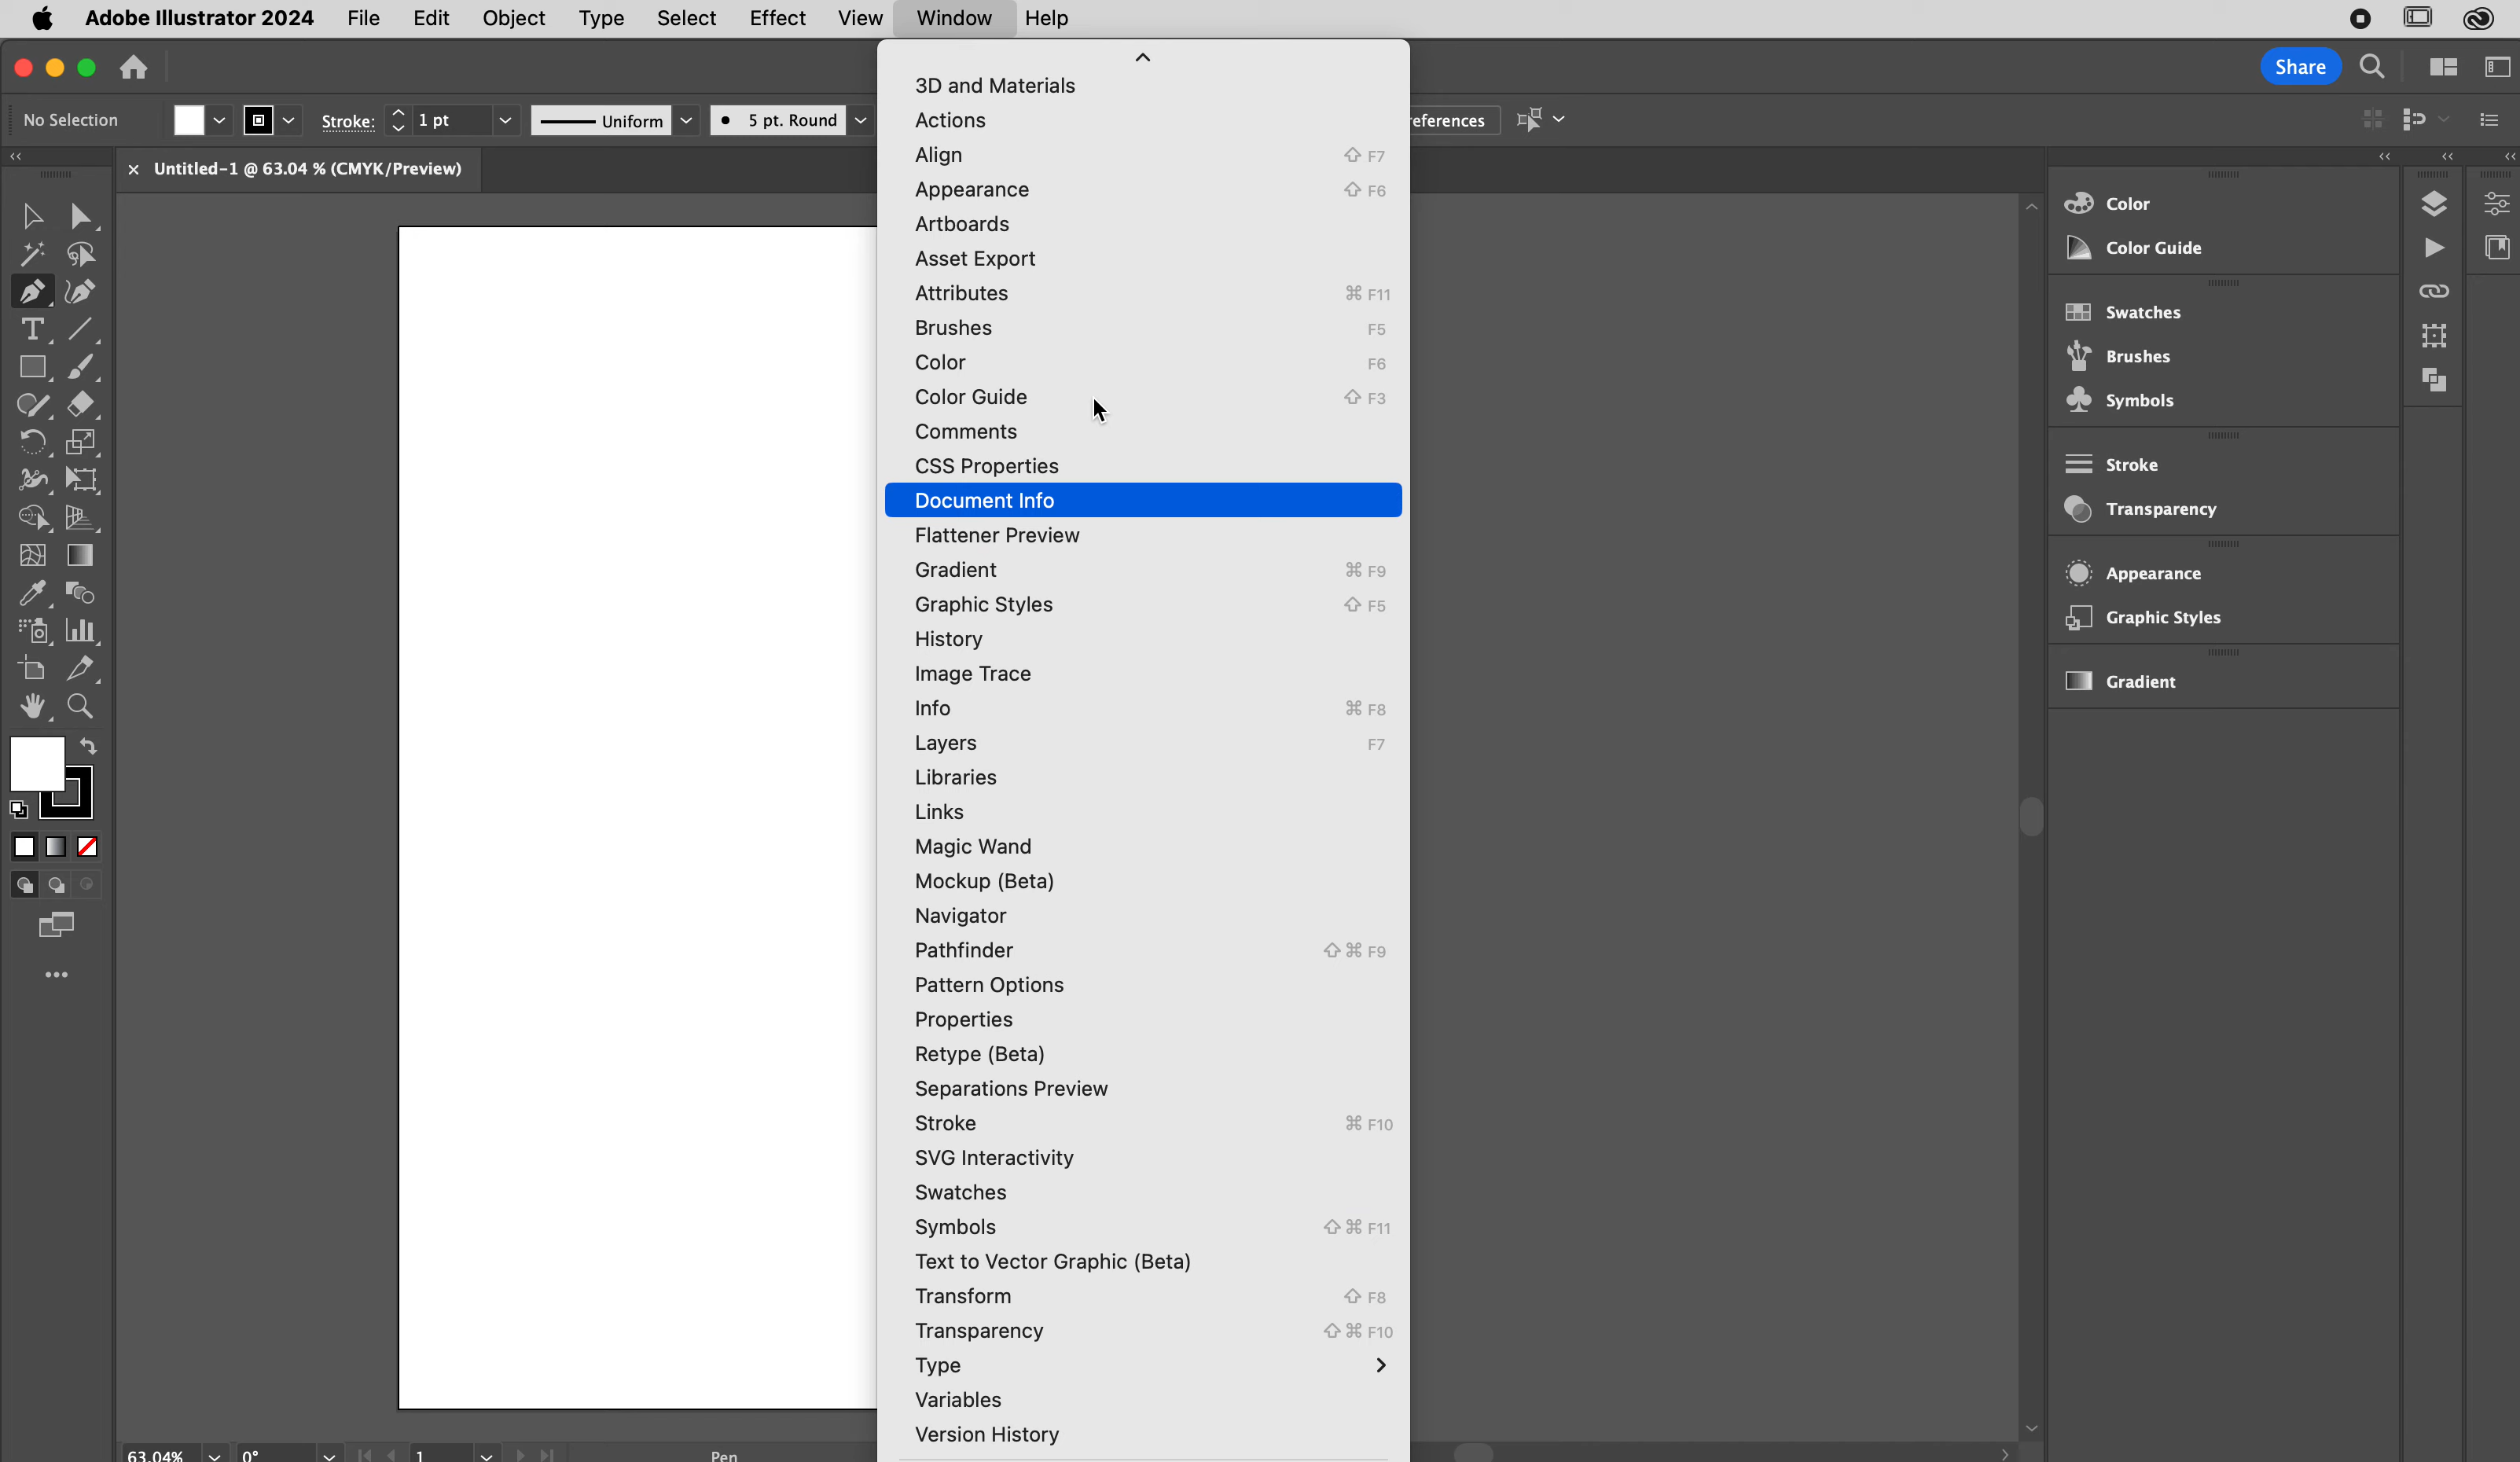 Adobe Illustrator 2024 File Edit Object Type Select Effect View Window Help
Share
No Selection Stroke: 1 pt Uniform 5 pt. Round eferences
× Untitled-1 @ 63.04 % (CMYK/Preview)
3D and Materials
Actions
Align ⇧ F7
Appearance ⇧ F6
Artboards
Asset Export
Attributes ⌘ F11
Brushes F5
Color F6
Color Guide ⇧ F3
Comments
CSS Properties
Document Info
Flattener Preview
Gradient ⌘ F9
Graphic Styles ⇧ F5
History
Image Trace
Info ⌘ F8
Layers F7
Libraries
Links
Magic Wand
Mockup (Beta)
Navigator
Pathfinder ⇧ ⌘ F9
Pattern Options
Properties
Retype (Beta)
Separations Preview
Stroke ⌘ F10
SVG Interactivity
Swatches
Symbols ⇧ ⌘ F11
Text to Vector Graphic (Beta)
Transform ⇧ F8
Transparency ⇧ ⌘ F10
Type
Variables
Version History
Color
Color Guide
Swatches
Brushes
Symbols
Stroke
Transparency
Appearance
Graphic Styles
Gradient
63.04% 0° 1 Pen